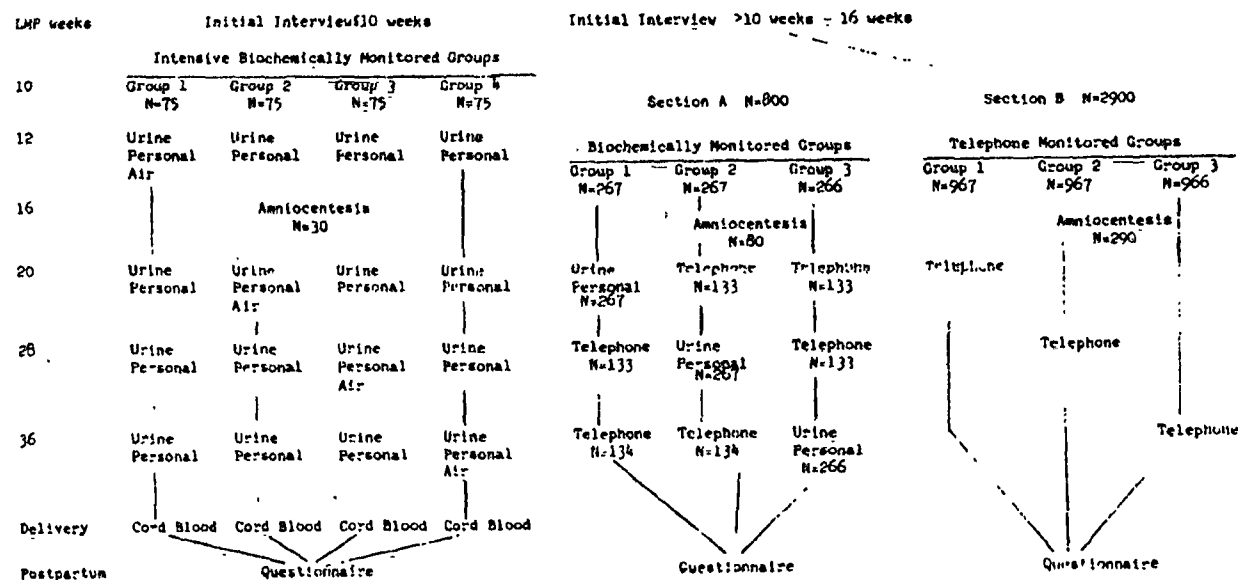 LMP weeks
Initial Interview≤10 weeks
Initial Interview >10 weeks - 16 weeks
Intensive Biochemically Monitored Groups
10
Group 1 Group 2 Group 3 Group 4
N=75 N=75 N=75 N=75
Section A N=800
Section B N=2900
12
Urine Urine Urine Urine
Personal Personal Personal Personal
Air
Biochemically Monitored Groups
Telephone Monitored Groups
Group 1 Group 2 Group 3
N=267 N=267 N=266
Group 1 Group 2 Group 3
N=967 N=967 N=966
16
Amniocentesis
N=30
Amniocentesis
N=80
Amniocentesis
N=290
20
Urine Urine Urine Urine
Personal Personal Personal Personal
Air
Urine Telephone Telephone
Personal N=133 N=133
N=267
Telephone
28
Urine Urine Urine Urine
Personal Personal Personal Personal
Air
Telephone Urine Telephone
N=133 Personal N=133
N=267
Telephone
36
Urine Urine Urine Urine
Personal Personal Personal Personal
Air
Telephone Telephone Urine
N=134 N=134 Personal
N=266
Telephone
Delivery
Cord Blood Cord Blood Cord Blood Cord Blood
Postpartum
Questionnaire
Questionnaire
Questionnaire